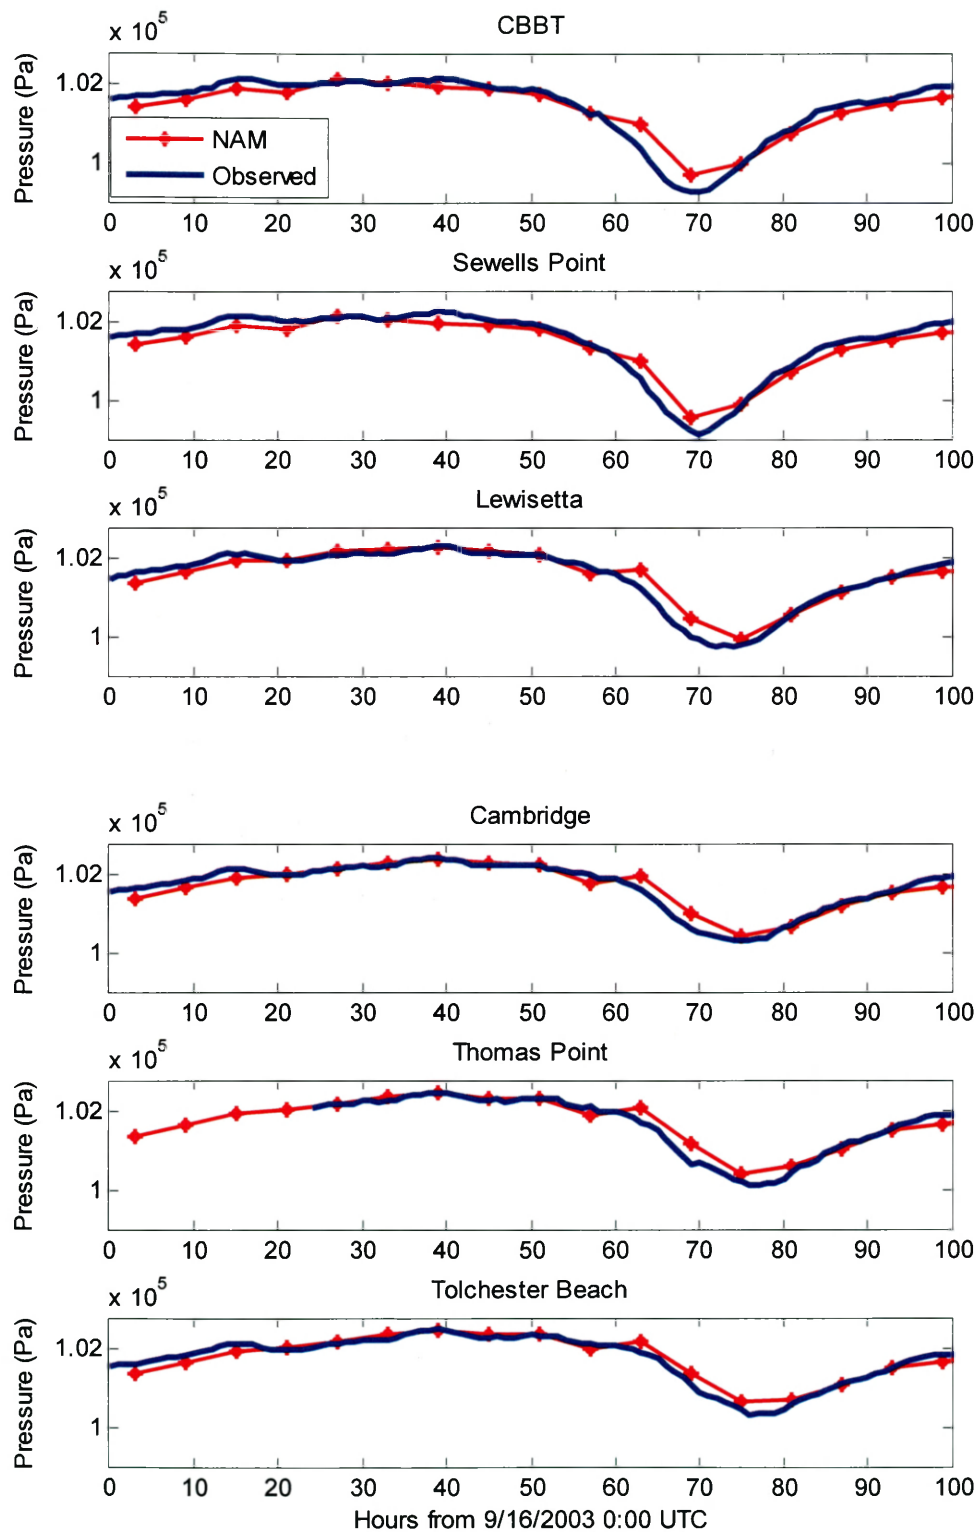 CBBT
x 10^5
Pressure (Pa)
1.02
1
NAM
Observed
0 10 20 30 40 50 60 70 80 90 100
Sewells Point
x 10^5
Pressure (Pa)
1.02
1
0 10 20 30 40 50 60 70 80 90 100
Lewisetta
x 10^5
Pressure (Pa)
1.02
1
0 10 20 30 40 50 60 70 80 90 100
Cambridge
x 10^5
Pressure (Pa)
1.02
1
0 10 20 30 40 50 60 70 80 90 100
Thomas Point
x 10^5
Pressure (Pa)
1.02
1
0 10 20 30 40 50 60 70 80 90 100
Tolchester Beach
x 10^5
Pressure (Pa)
1.02
1
0 10 20 30 40 50 60 70 80 90 100
Hours from 9/16/2003 0:00 UTC